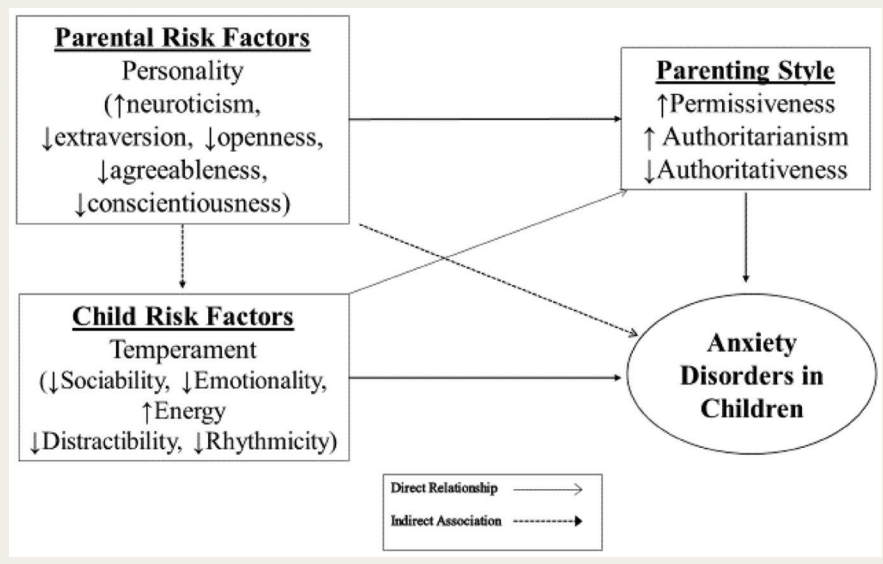 Parental Risk Factors
Personality
(↑neuroticism,
↓extraversion, ↓openness,
↓agreeableness,
↓conscientiousness)
Parenting Style
↑Permissiveness
↑ Authoritarianism
↓Authoritativeness
Child Risk Factors
Temperament
(↓Sociability, ↓Emotionality,
↑Energy
↓Distractibility, ↓Rhythmicity)
Anxiety
Disorders in
Children
Direct Relationship
Indirect Association